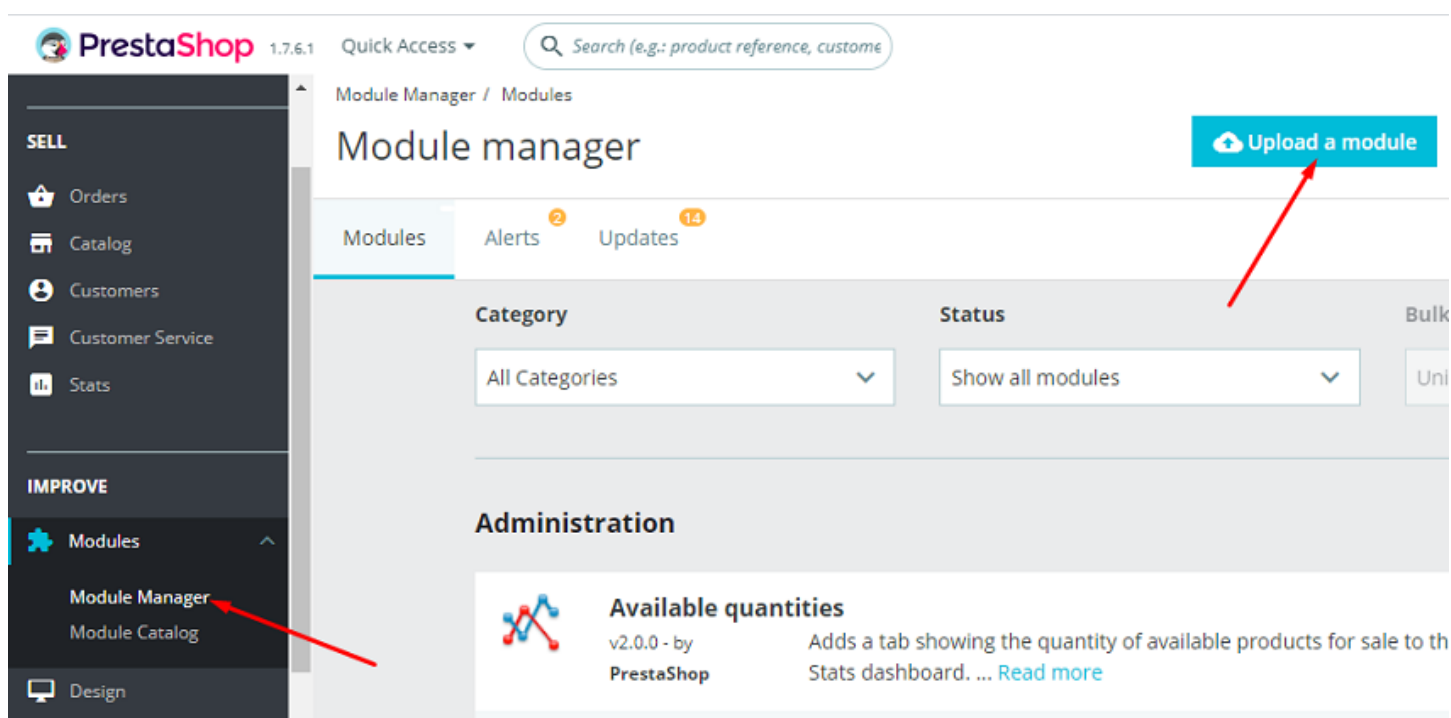 PrestaShop 1.7.6.1 Quick Access Search (e.g.: product reference, custome
SELL
Orders
Catalog
Customers
Customer Service
Stats
IMPROVE
Modules
Module Manager
Module Catalog
Design
Module Manager / Modules
Module manager
Upload a module
Modules Alerts 2 Updates 14
Category Status Bulk
All Categories Show all modules Uni
Administration
Available quantities
v2.0.0 - by PrestaShop
Adds a tab showing the quantity of available products for sale to th
Stats dashboard. ... Read more